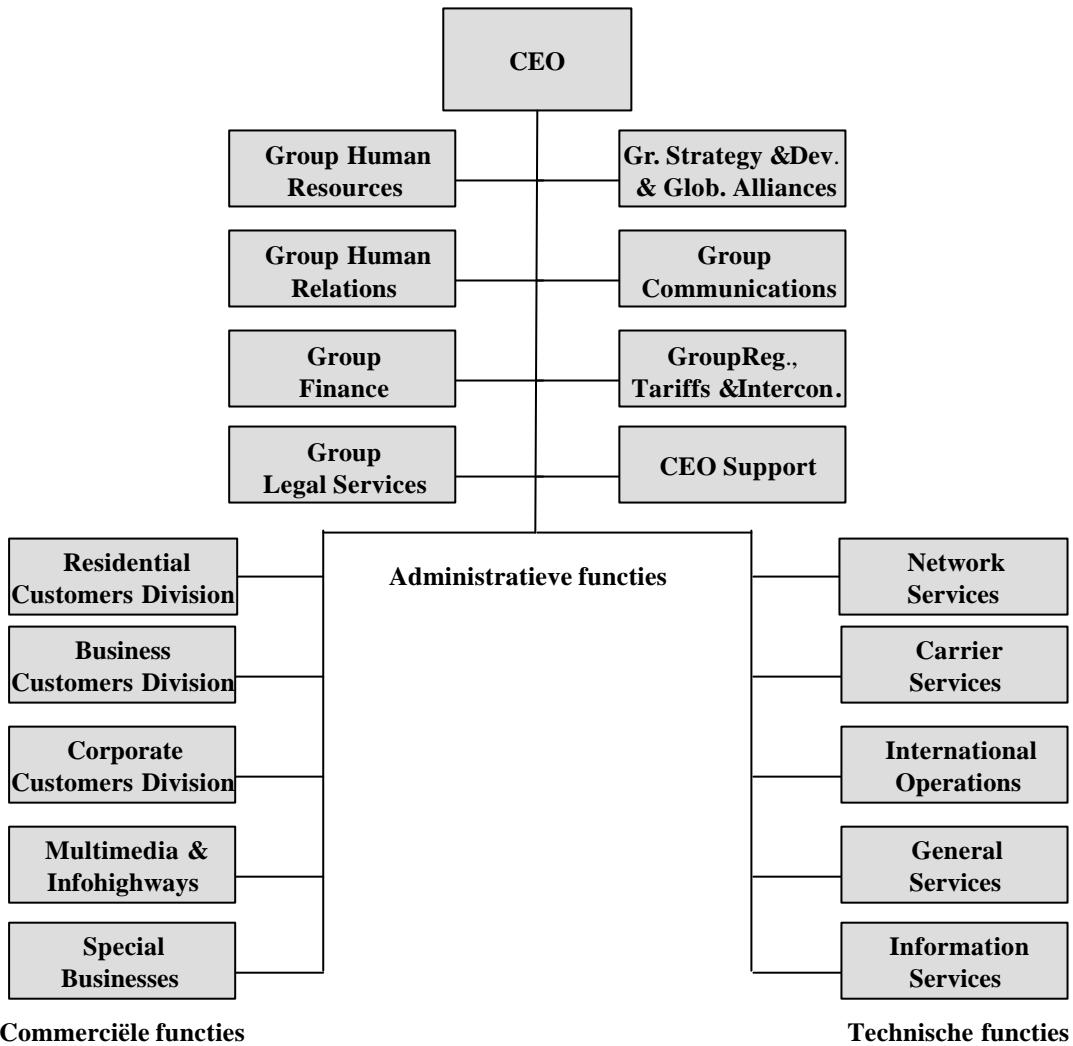 CEO
Group Human
Resources
Gr. Strategy &Dev.
& Glob. Alliances
Group Human
Relations
Group
Communications
Group
Finance
GroupReg.,
Tariffs &Intercon.
Group
Legal Services
CEO Support
Administratieve functies
Residential
Customers Division
Business
Customers Division
Corporate
Customers Division
Multimedia &
Infohighways
Special
Businesses
Commerciële functies
Network
Services
Carrier
Services
International
Operations
General
Services
Information
Services
Technische functies